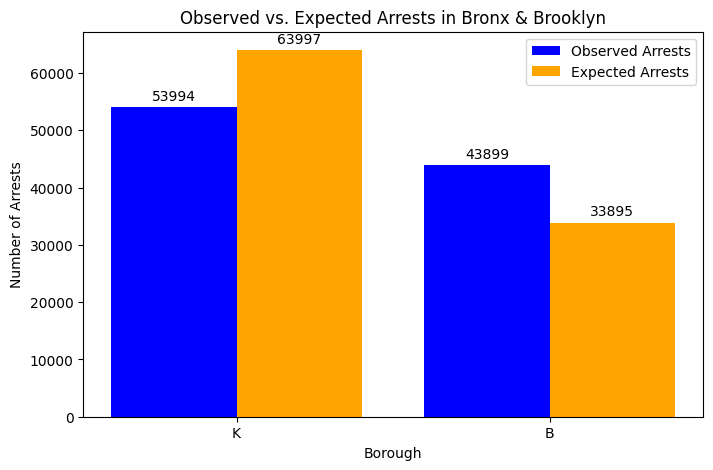 Observed vs. Expected Arrests in Bronx & Brooklyn
Observed Arrests
Expected Arrests
53994
63997
43899
33895
Number of Arrests
60000
50000
40000
30000
20000
10000
0
K
B
Borough